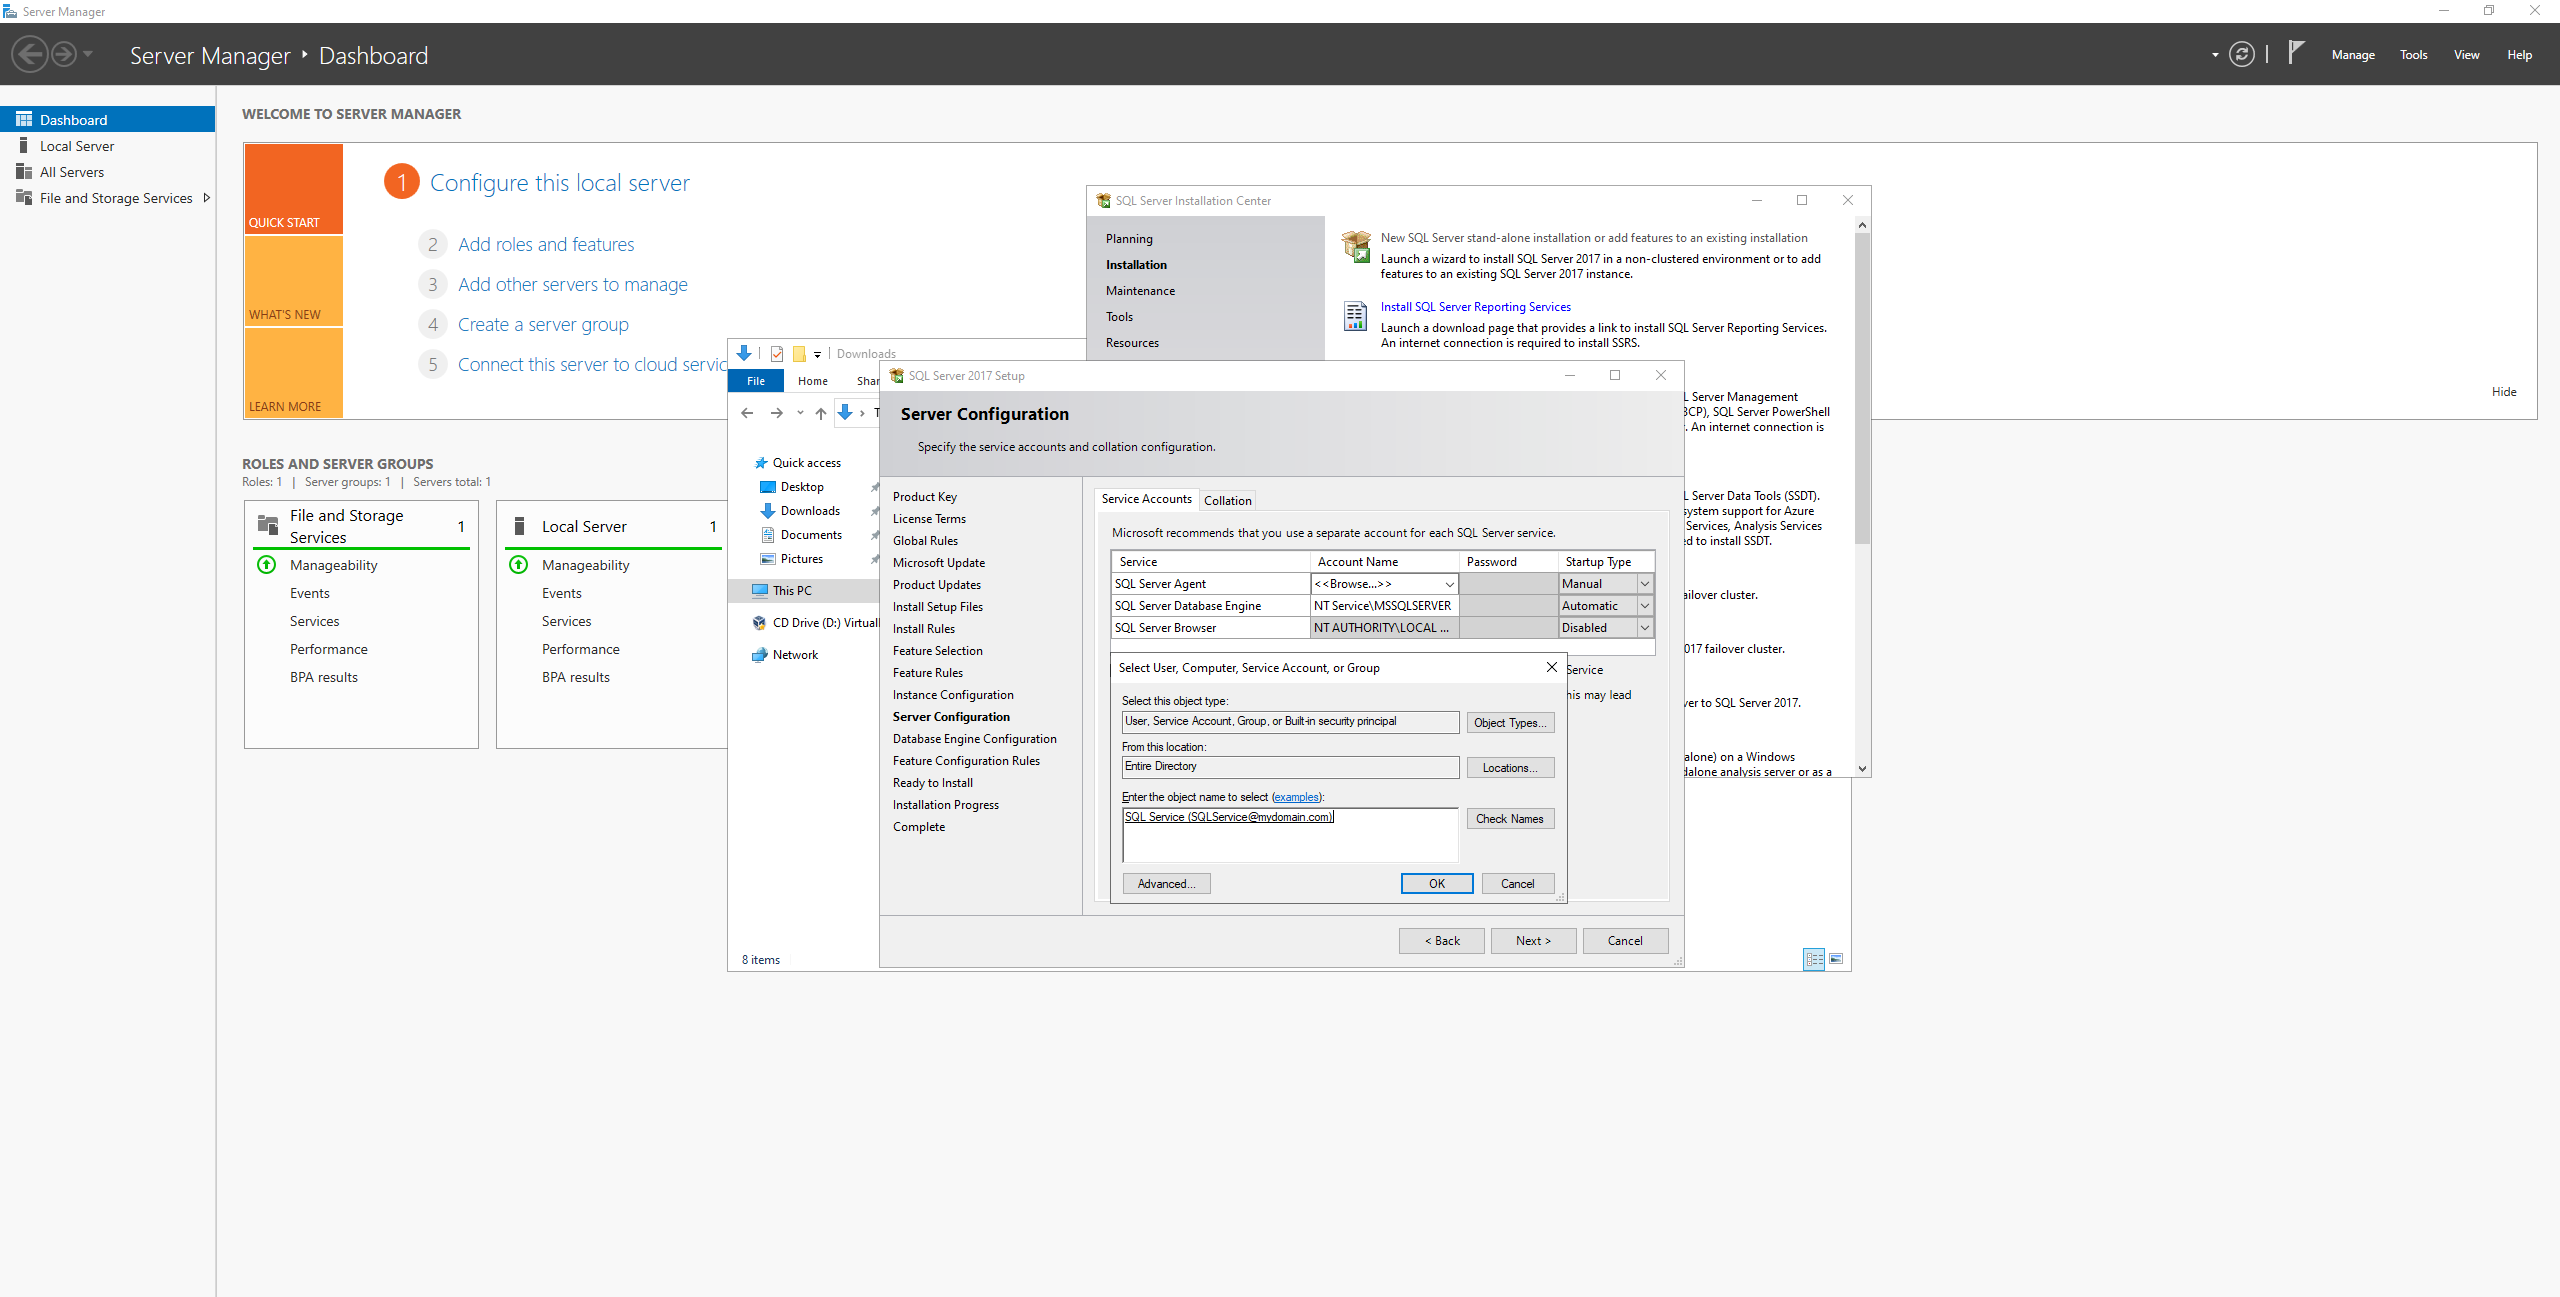 Server Manager
Server Manager ‣ Dashboard
Manage
Tools
View
Help
Dashboard
Local Server
All Servers
File and Storage Services
WELCOME TO SERVER MANAGER
QUICK START
WHAT'S NEW
LEARN MORE
1 Configure this local server
2 Add roles and features
3 Add other servers to manage
4 Create a server group
5 Connect this server to cloud servic
Hide
ROLES AND SERVER GROUPS
Roles: 1 | Server groups: 1 | Servers total: 1
File and Storage
Services
1
Manageability
Events
Services
Performance
BPA results
Local Server 1
Manageability
Events
Services
Performance
BPA results
Downloads
File
Home
Shar
Quick access
Desktop
Downloads
Documents
Pictures
This PC
CD Drive (D:) Virtuall
Network
8 items
SQL Server Installation Center
Planning
Installation
Maintenance
Tools
Resources
New SQL Server stand-alone installation or add features to an existing installation
Launch a wizard to install SQL Server 2017 in a non-clustered environment or to add
features to an existing SQL Server 2017 instance.
Install SQL Server Reporting Services
Launch a download page that provides a link to install SQL Server Reporting Services.
An internet connection is required to install SSRS.
L Server Management
BCP), SQL Server PowerShell
. An internet connection is
L Server Data Tools (SSDT).
system support for Azure
Services, Analysis Services
ed to install SSDT.
ailover cluster.
017 failover cluster.
ver to SQL Server 2017.
alone) on a Windows
dalone analysis server or as a
SQL Server 2017 Setup
Server Configuration
Specify the service accounts and collation configuration.
Product Key
License Terms
Global Rules
Microsoft Update
Product Updates
Install Setup Files
Install Rules
Feature Selection
Feature Rules
Instance Configuration
Server Configuration
Database Engine Configuration
Feature Configuration Rules
Ready to Install
Installation Progress
Complete
Service Accounts
Collation
Microsoft recommends that you use a separate account for each SQL Server service.
Service Account Name Password Startup Type
SQL Server Agent <<Browse...>> Manual
SQL Server Database Engine NT Service\MSSQLSERVER Automatic
SQL Server Browser NT AUTHORITY\LOCAL ... Disabled
Service
his may lead
Select User, Computer, Service Account, or Group
Select this object type:
User, Service Account, Group, or Built-in security principal
Object Types...
From this location:
Entire Directory
Locations...
Enter the object name to select (examples):
SQL Service (SQLService@mydomain.com)
Check Names
Advanced...
OK
Cancel
< Back
Next >
Cancel